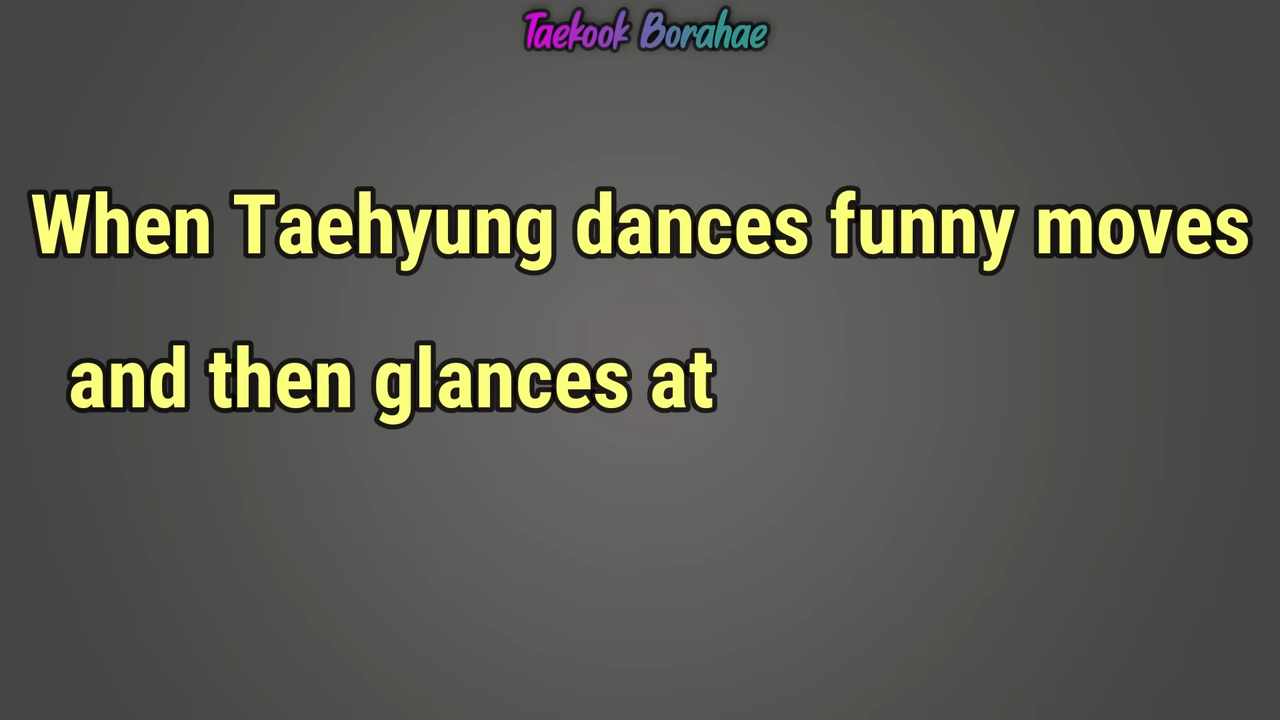 Taekook Borahae
When Taehyung dances funny moves
and then glances at